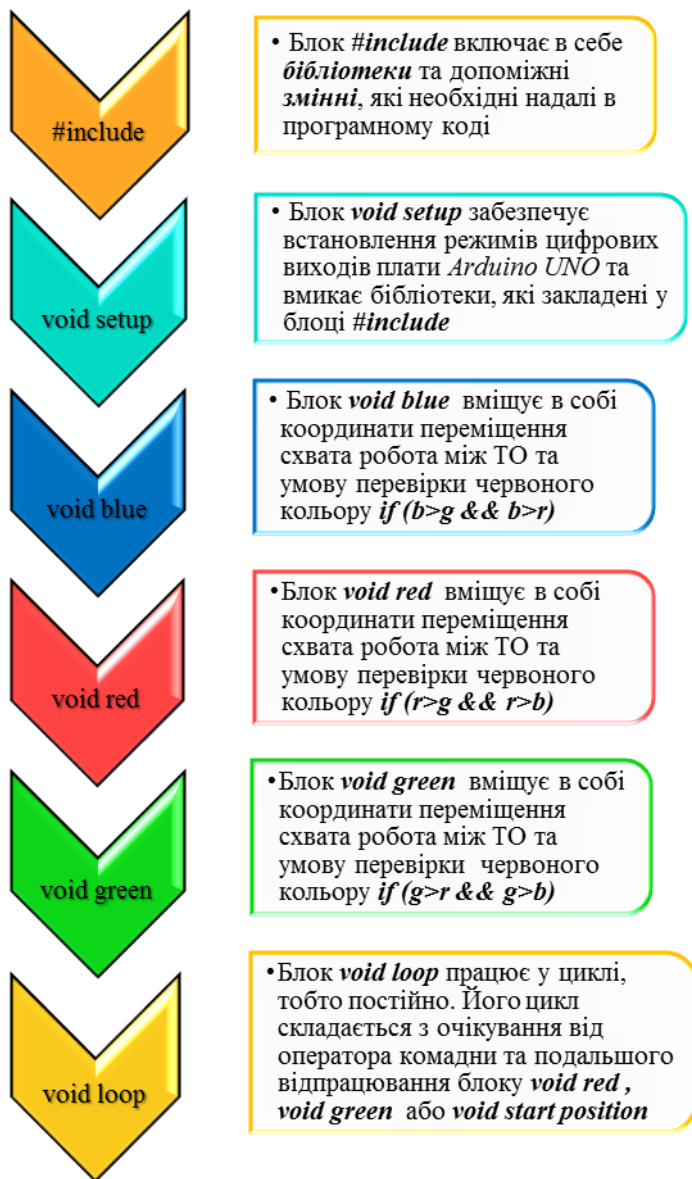 #include
• Блок #include включає в себе
бібліотеки та допоміжні
змінні, які необхідні надалі в
програмному коді
void setup
• Блок void setup забезпечує
встановлення режимів цифрових
виходів плати Arduino UNO та
вмикає бібліотеки, які закладені у
блоці #include
void blue
• Блок void blue вміщує в собі
координати переміщення
схвата робота між ТО та
умову перевірки червоного
кольору if (b>g && b>r)
void red
•Блок void red вміщує в собі
координати переміщення
схвата робота між ТО та
умову перевірки червоного
кольору if (r>g && r>b)
void green
•Блок void green вміщує в собі
координати переміщення
схвата робота між ТО та
умову перевірки червоного
кольору if (g>r && g>b)
void loop
•Блок void loop працює у циклі,
тобто постійно. Його цикл
складається з очікування від
оператора комадни та подальшого
відпрацювання блоку void red ,
void green або void start position